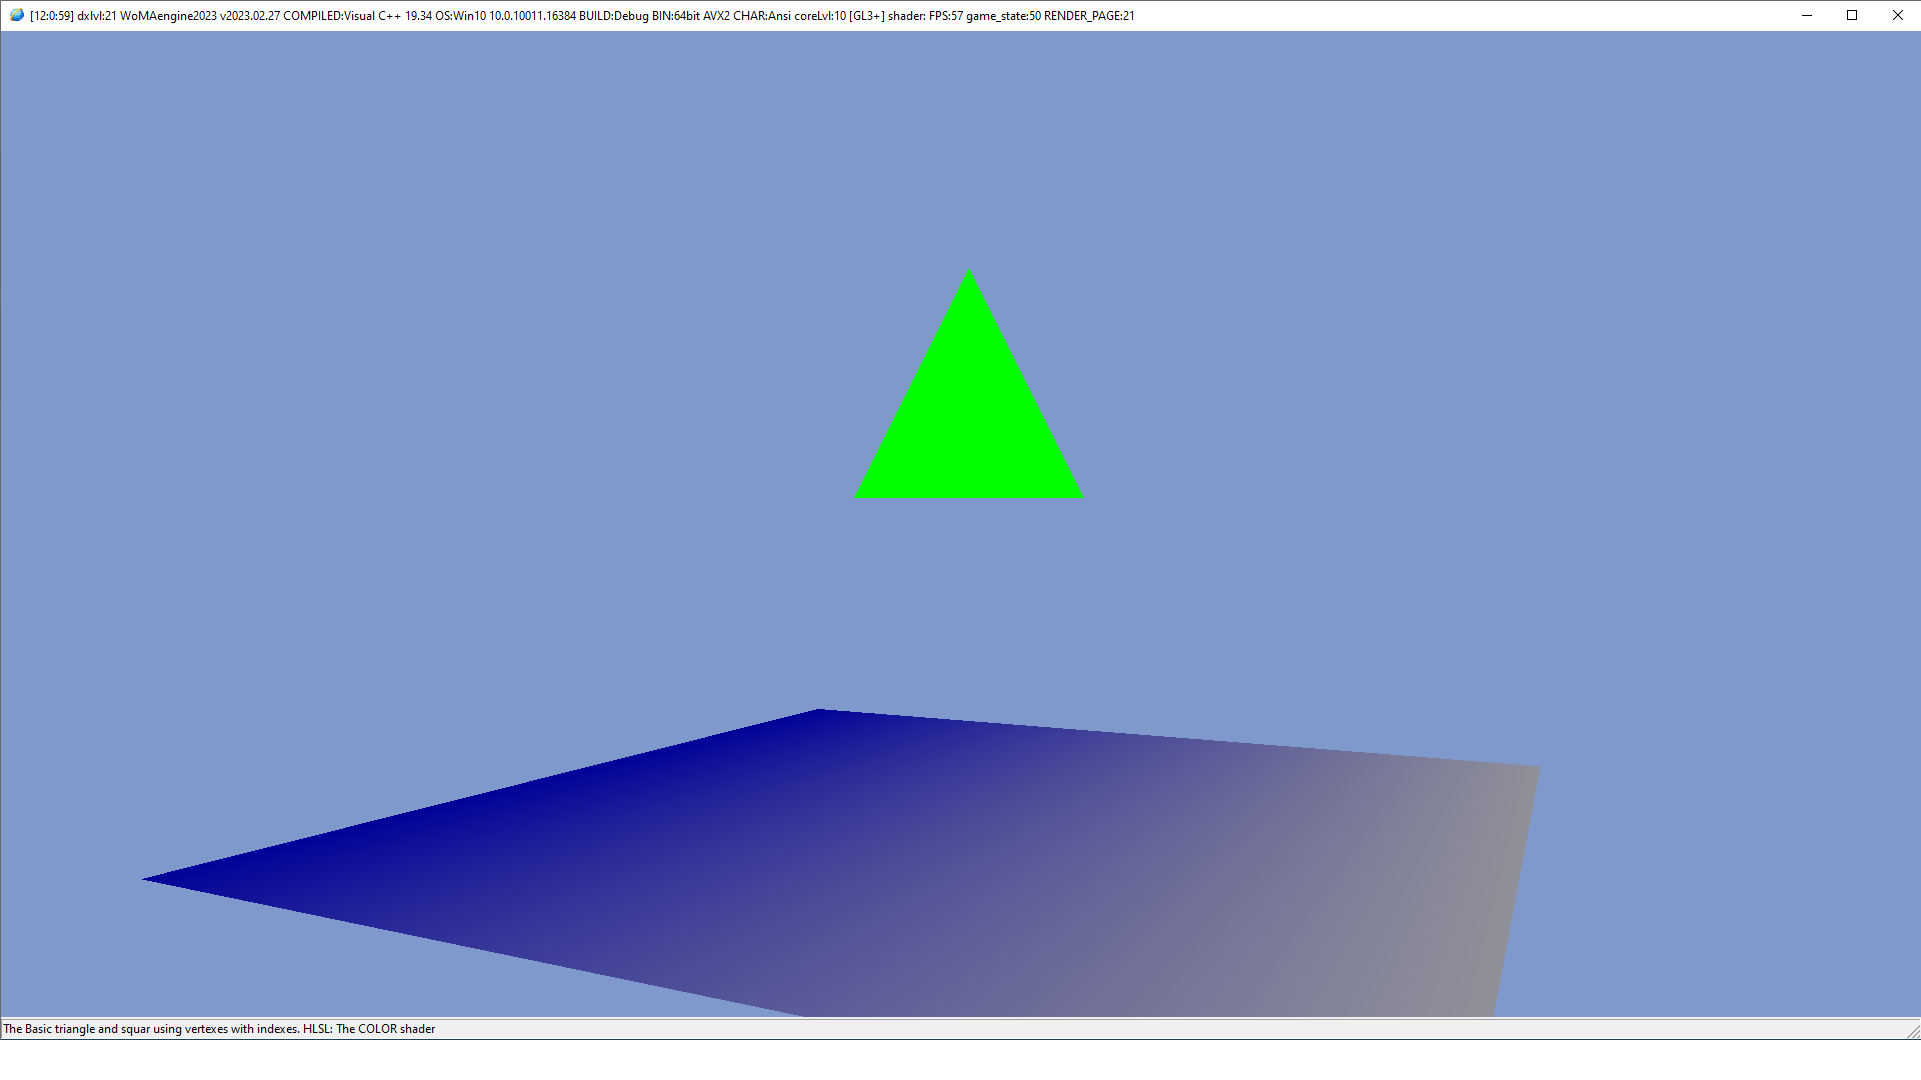 [12:0:59] dxlvl:21 WoMAengine2023 v2023.02.27 COMPILED:Visual C++ 19.34 OS:Win10 10.0.10011.16384 BUILD:Debug BIN:64bit AVX2 CHAR:Ansi coreLvl:10 [GL3+] shader: FPS:57 game_state:50 RENDER_PAGE:21
The Basic triangle and squar using vertexes with indexes. HLSL: The COLOR shader